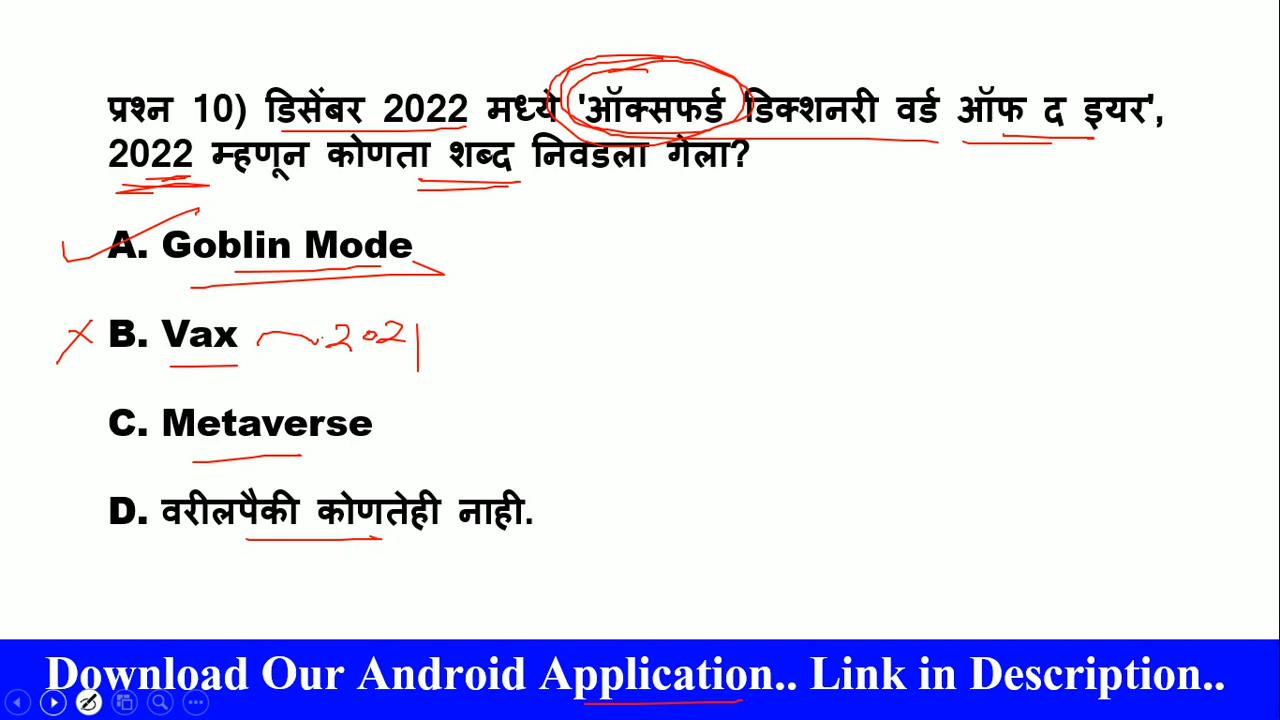 प्रश्न 10) डिसेंबर 2022 मध्ये 'ऑक्सफर्ड डिक्शनरी वर्ड ऑफ द इयर',
2022 म्हणून कोणता शब्द निवडला गेला?
A. Goblin Mode
B. Vax 2021
C. Metaverse
D. वरीलपैकी कोणतेही नाही.
Download Our Android Application.. Link in Description..